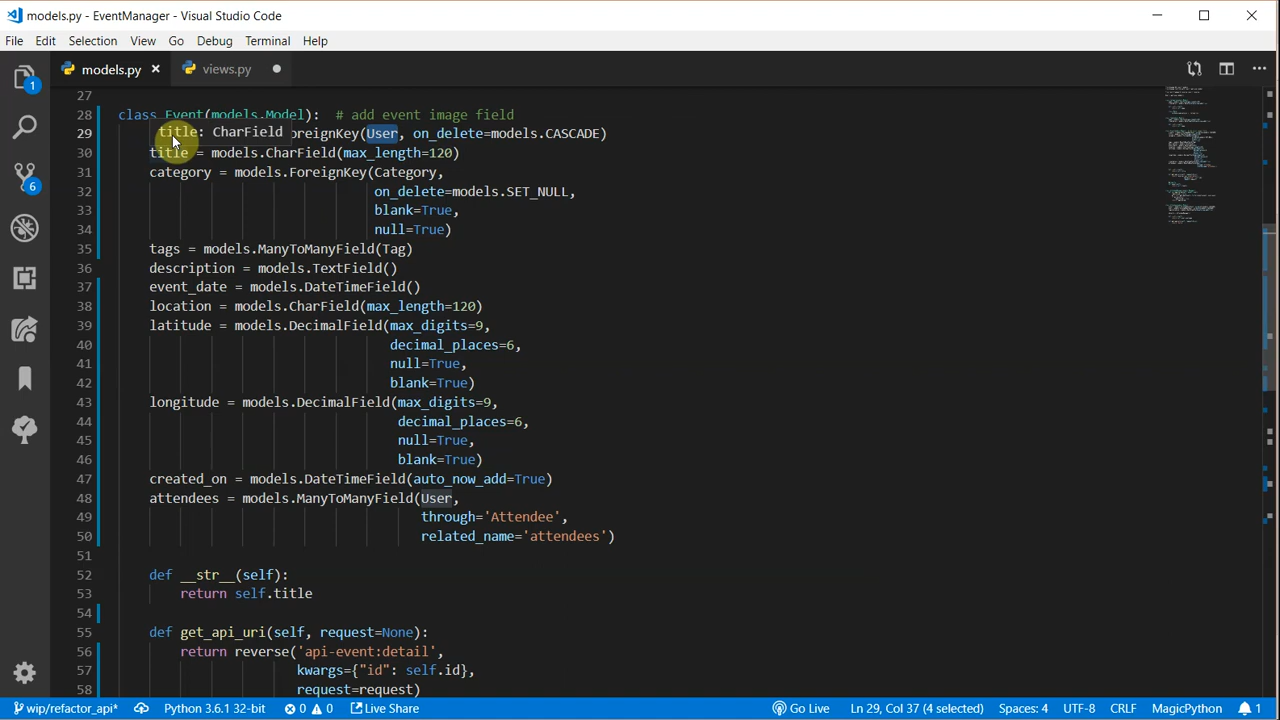 models.py - EventManager - Visual Studio Code
File Edit Selection View Go Debug Terminal Help
models.py views.py
27
28 class Event(models.Model): # add event image field
title: CharField
29 oreignKey(User, on_delete=models.CASCADE)
30 title = models.CharField(max_length=120)
31 category = models.ForeignKey(Category,
32 on_delete=models.SET_NULL,
33 blank=True,
34 null=True)
35 tags = models.ManyToManyField(Tag)
36 description = models.TextField()
37 event_date = models.DateTimeField()
38 location = models.CharField(max_length=120)
39 latitude = models.DecimalField(max_digits=9,
40 decimal_places=6,
41 null=True,
42 blank=True)
43 longitude = models.DecimalField(max_digits=9,
44 decimal_places=6,
45 null=True,
46 blank=True)
47 created_on = models.DateTimeField(auto_now_add=True)
48 attendees = models.ManyToManyField(User,
49 through='Attendee',
50 related_name='attendees')
51
52 def __str__(self):
53 return self.title
54
55 def get_api_uri(self, request=None):
56 return reverse('api-event:detail',
57 kwargs={"id": self.id},
58 request=request)
1
6
wip/refactor_api* Python 3.6.1 32-bit 0 0 Live Share Go Live Ln 29, Col 37 (4 selected) Spaces: 4 UTF-8 CRLF MagicPython 1